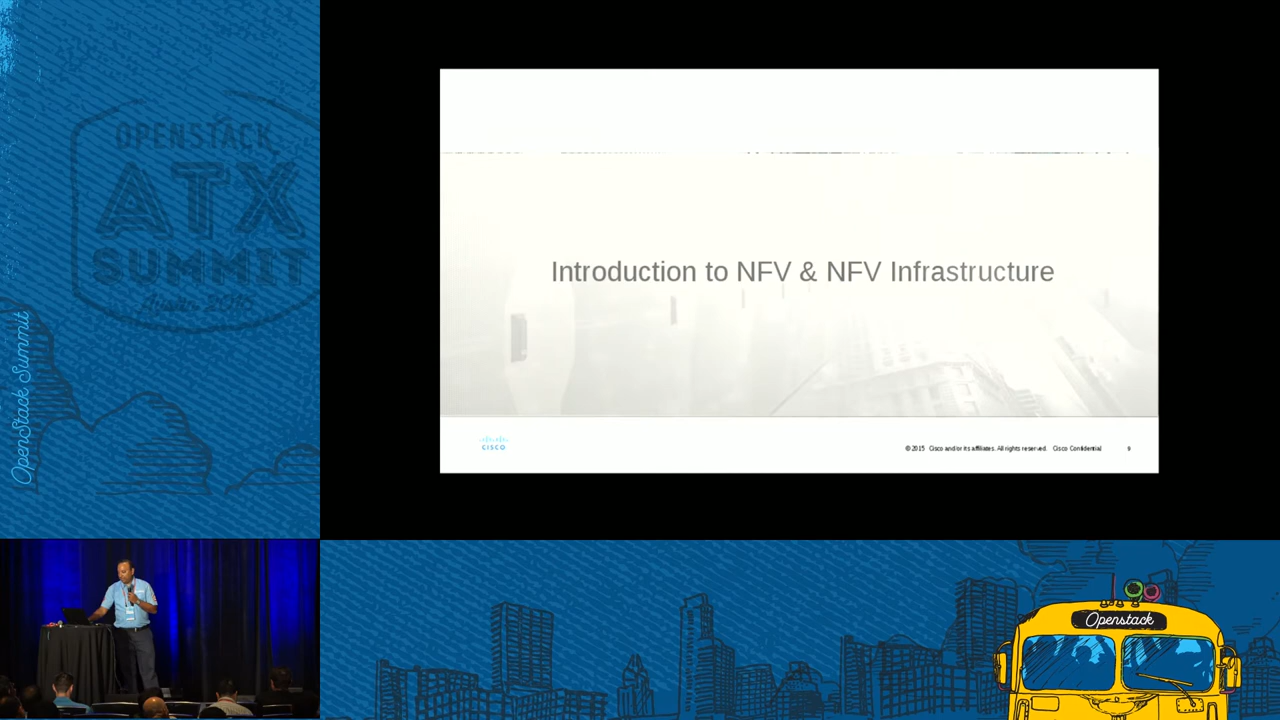 OPENSTACK
ATX
SUMMIT
Austin 2016
OpenStack Summit
Introduction to NFV & NFV Infrastructure
CISCO
© 2015 Cisco and/or its affiliates. All rights reserved. Cisco Confidential 9
Openstack